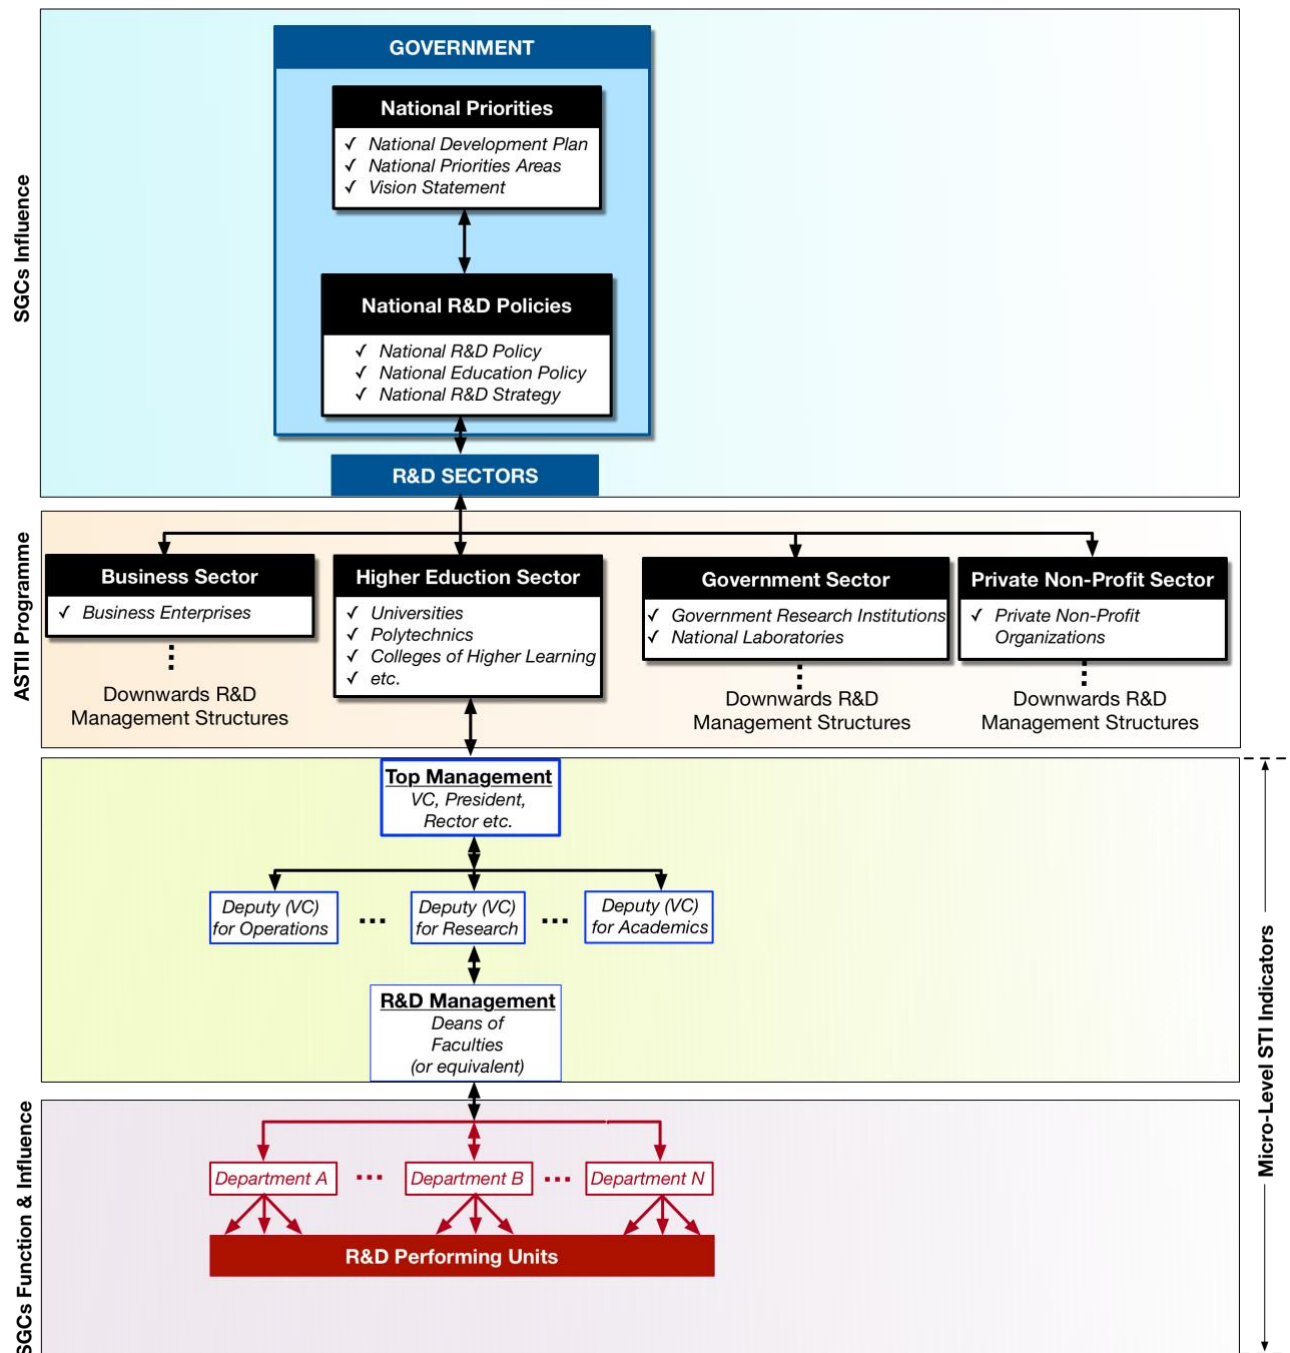 SGCs Influence
GOVERNMENT
National Priorities
✓ National Development Plan
✓ National Priorities Areas
✓ Vision Statement
National R&D Policies
✓ National R&D Policy
✓ National Education Policy
✓ National R&D Strategy
R&D SECTORS
ASTII Programme
Business Sector
✓ Business Enterprises
Downwards R&D
Management Structures
Higher Eduction Sector
✓ Universities
✓ Polytechnics
✓ Colleges of Higher Learning
✓ etc.
Government Sector
✓ Government Research Institutions
✓ National Laboratories
Downwards R&D
Management Structures
Private Non-Profit Sector
✓ Private Non-Profit
Organizations
Downwards R&D
Management Structures
Top Management
VC, President,
Rector etc.
Deputy (VC)
for Operations
...
Deputy (VC)
for Research
...
Deputy (VC)
for Academics
R&D Management
Deans of
Faculties
(or equivalent)
Micro-Level STI Indicators
SGCs Function & Influence
Department A
...
Department B
...
Department N
R&D Performing Units